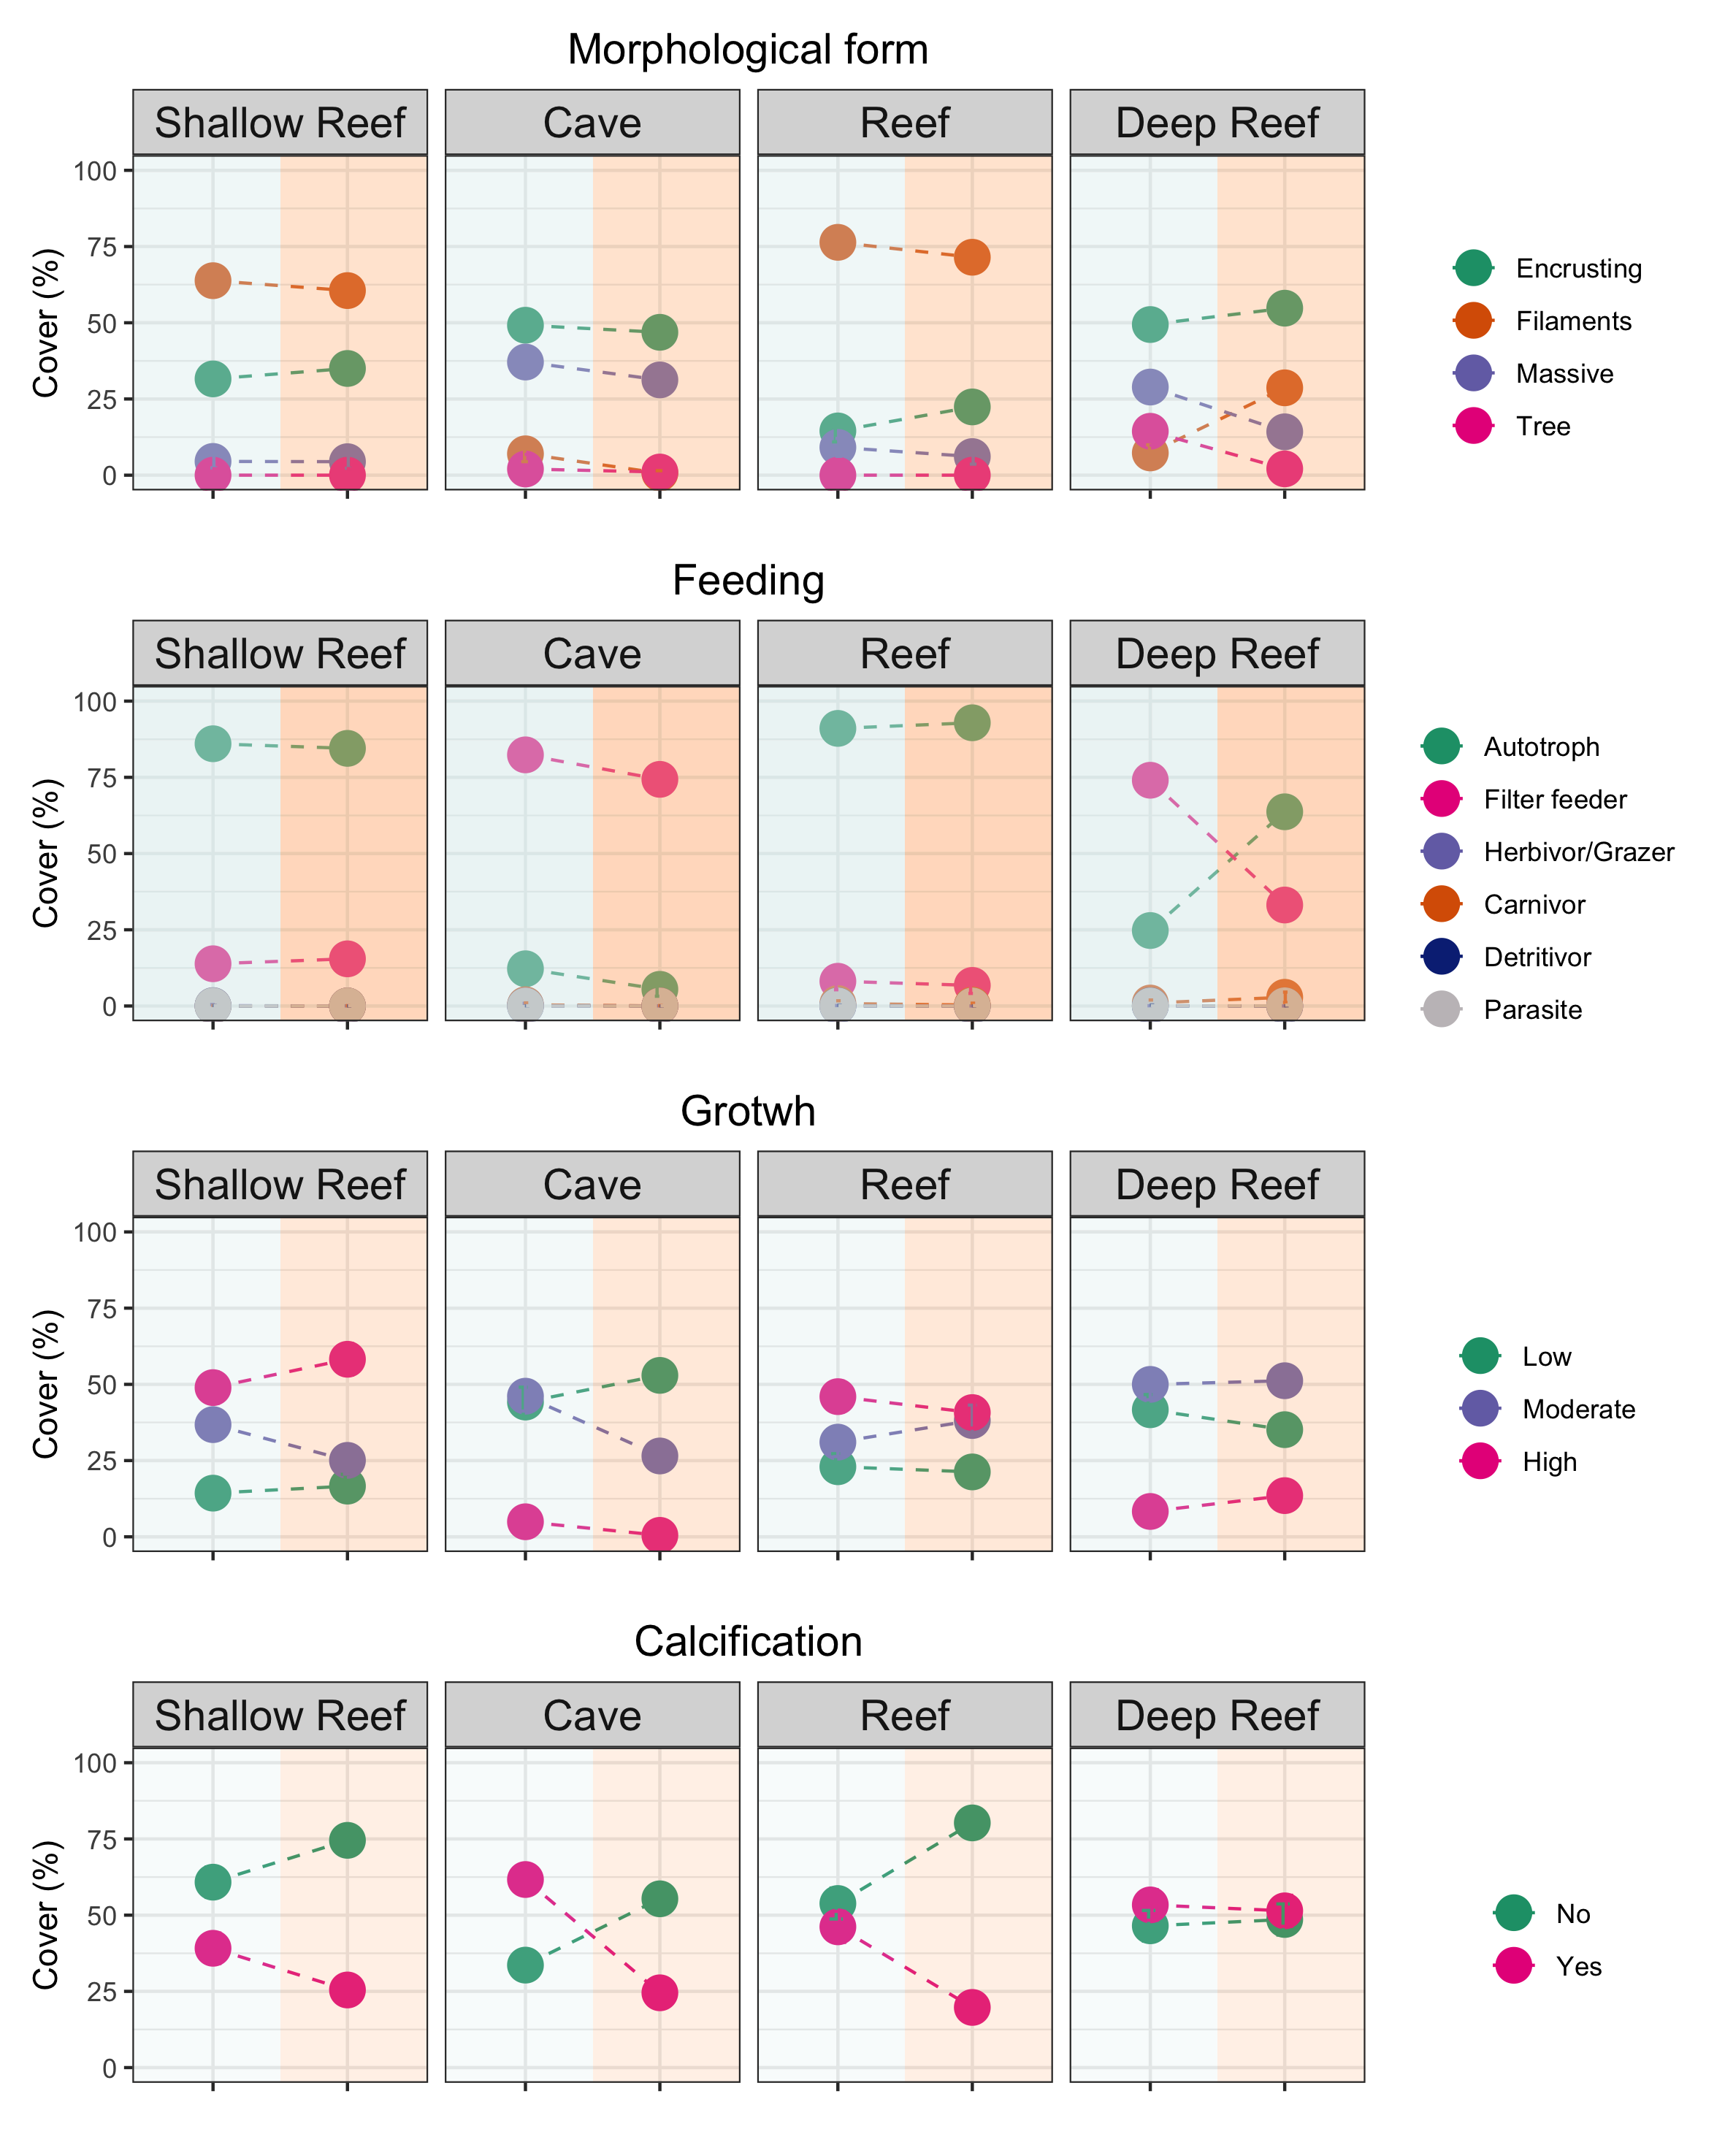 Morphological form
Shallow Reef Cave Reef Deep Reef
100
75
50
25
0
Cover (%)
Encrusting
Filaments
Massive
Tree
Feeding
Shallow Reef Cave Reef Deep Reef
100
75
50
25
0
Cover (%)
Autotroph
Filter feeder
Herbivor/Grazer
Carnivor
Detritivor
Parasite
Grotwh
Shallow Reef Cave Reef Deep Reef
100
75
50
25
0
Cover (%)
Low
Moderate
High
Calcification
Shallow Reef Cave Reef Deep Reef
100
75
50
25
0
Cover (%)
No
Yes